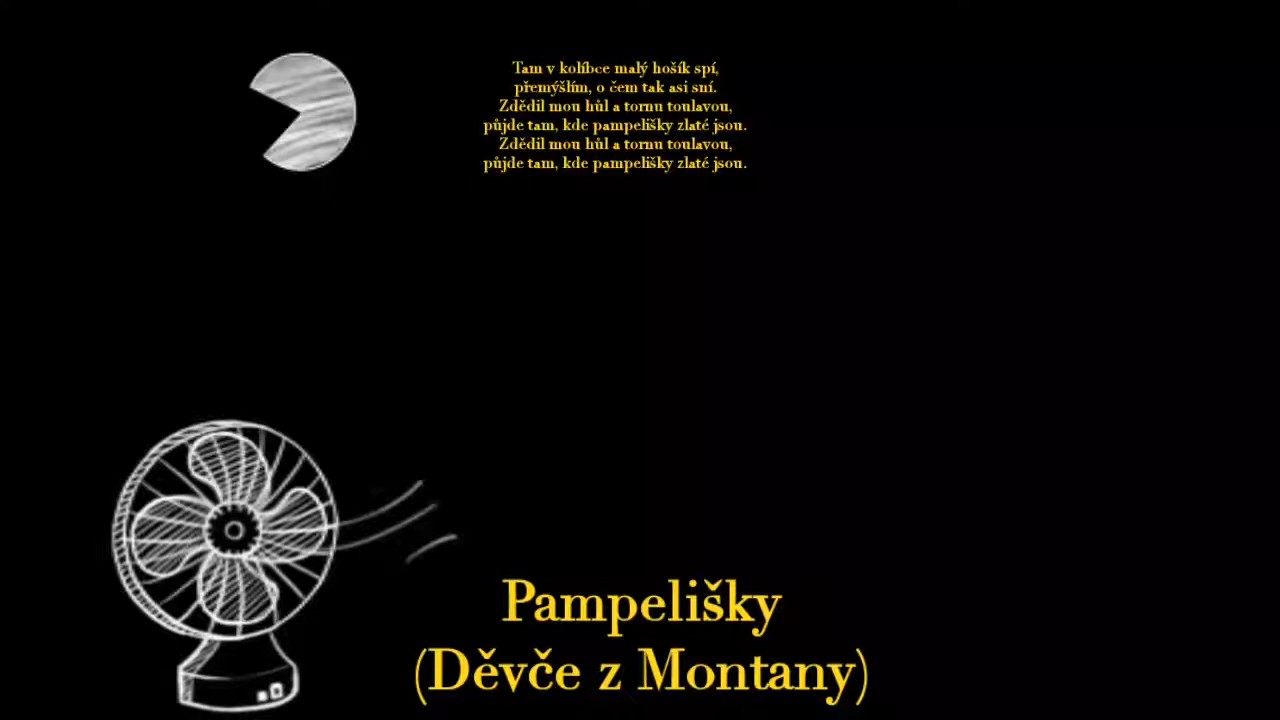 Tam v kolíbce malý hošík spí,
přemýšlím, o čem tak asi sní.
Zdědil mou hůl a tornu toulavou,
půjde tam, kde pampelišky zlaté jsou.
Zdědil mou hůl a tornu toulavou,
půjde tam, kde pampelišky zlaté jsou.
Pampelišky
(Děvče z Montany)